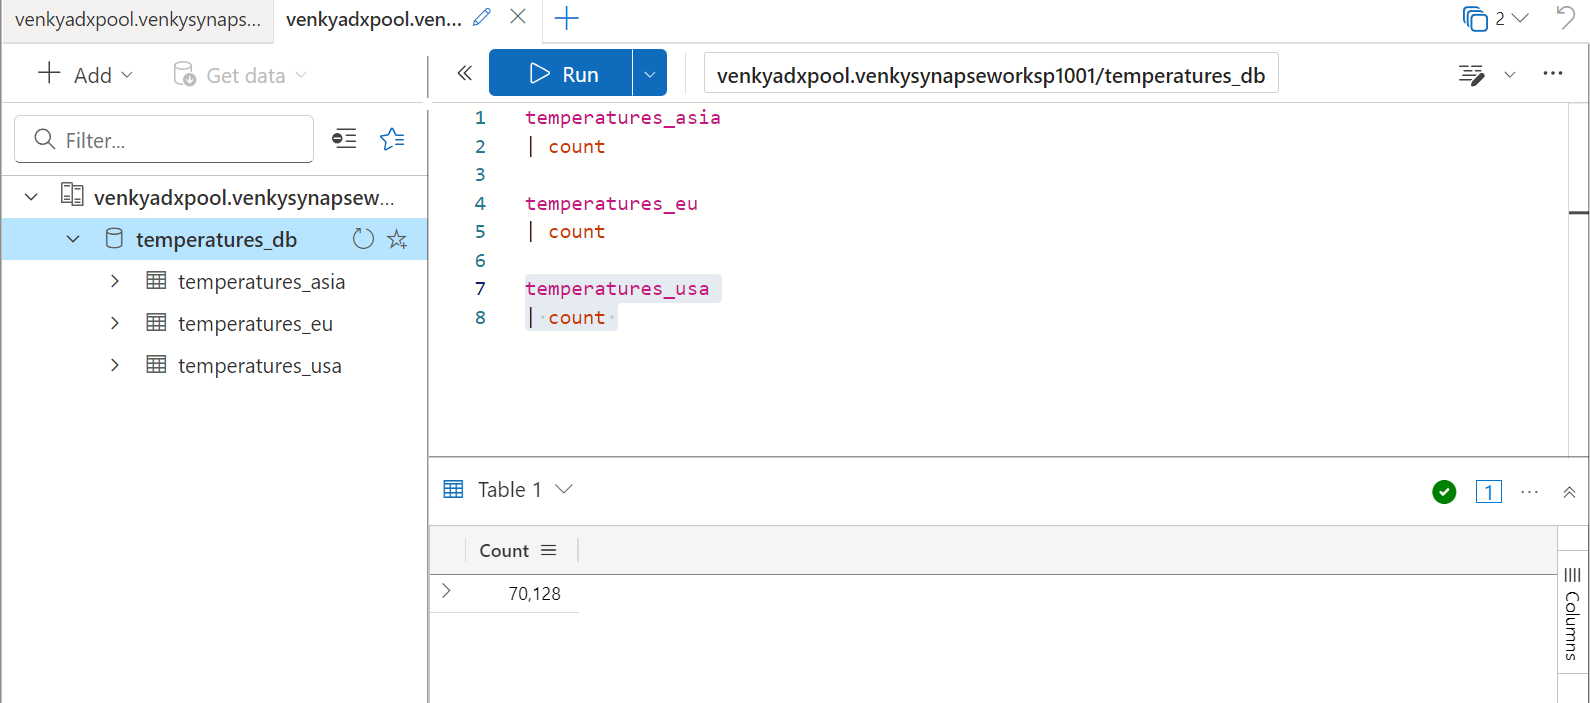 venkyadxpool.venkysynaps...
venkyadxpool.ven...
2
Add
Get data
Run
venkyadxpool.venkysynapseworksp1001/temperatures_db
Filter...
venkyadxpool.venkysynapsew...
temperatures_db
temperatures_asia
temperatures_eu
temperatures_usa
1 temperatures_asia
2 | count
3
4 temperatures_eu
5 | count
6
7 temperatures_usa
8 | count
Table 1
1
Count
70,128
Columns